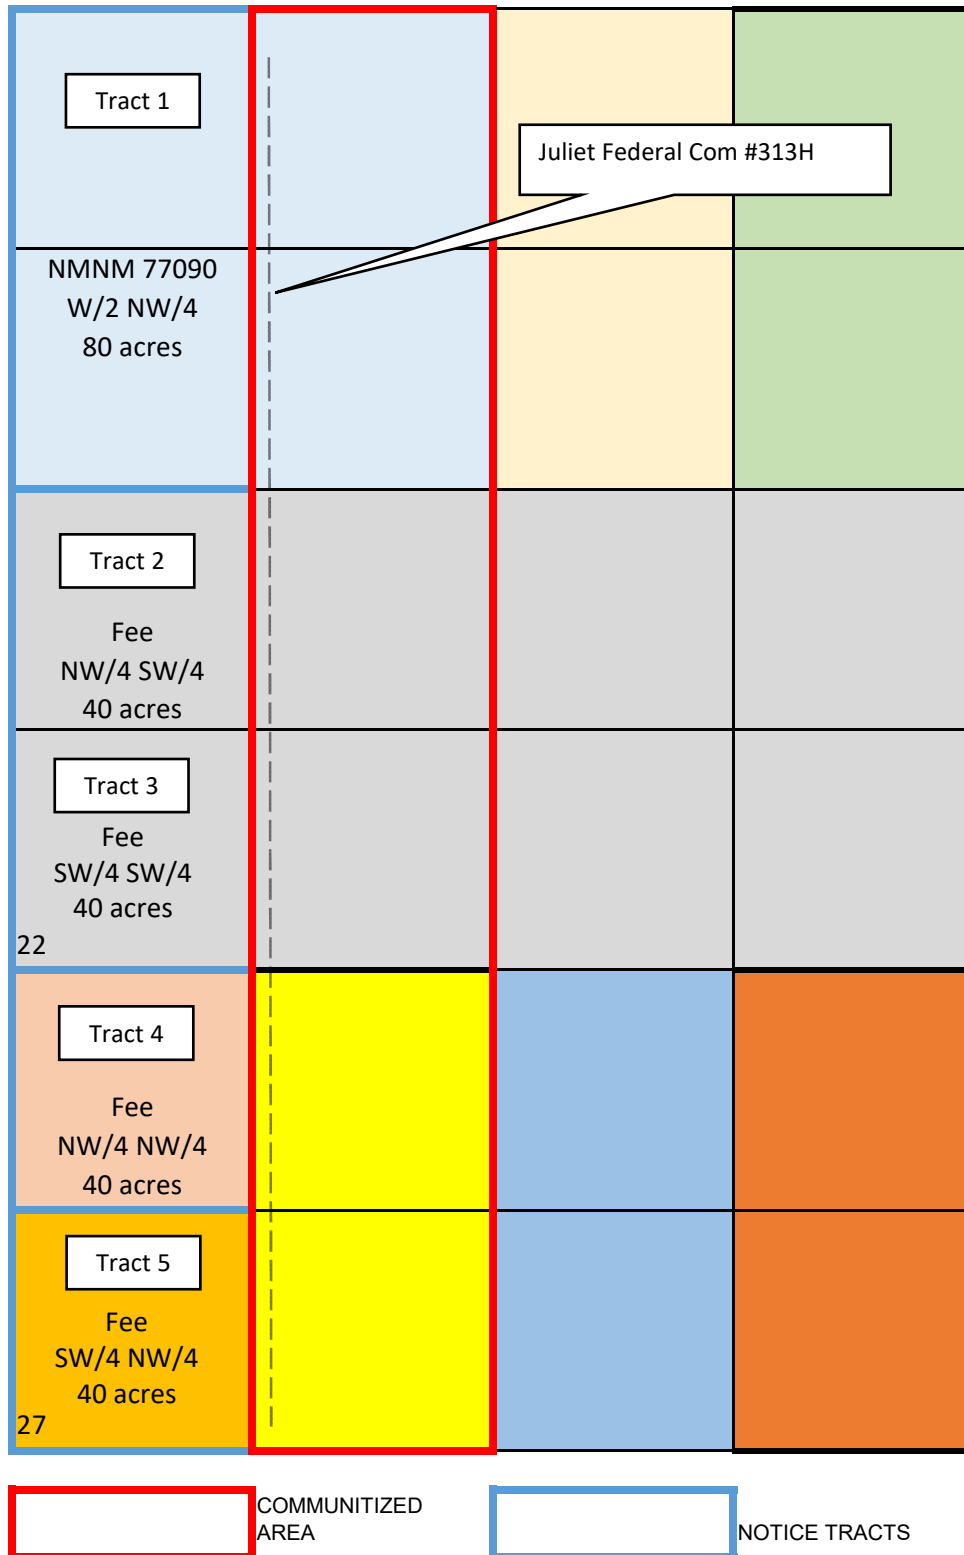 Tract 1
Juliet Federal Com #313H
NMNM 77090
W/2 NW/4
80 acres
Tract 2
Fee
NW/4 SW/4
40 acres
Tract 3
Fee
SW/4 SW/4
40 acres
22
Tract 4
Fee
NW/4 NW/4
40 acres
Tract 5
Fee
SW/4 NW/4
40 acres
27
COMMUNITIZED
AREA
NOTICE TRACTS